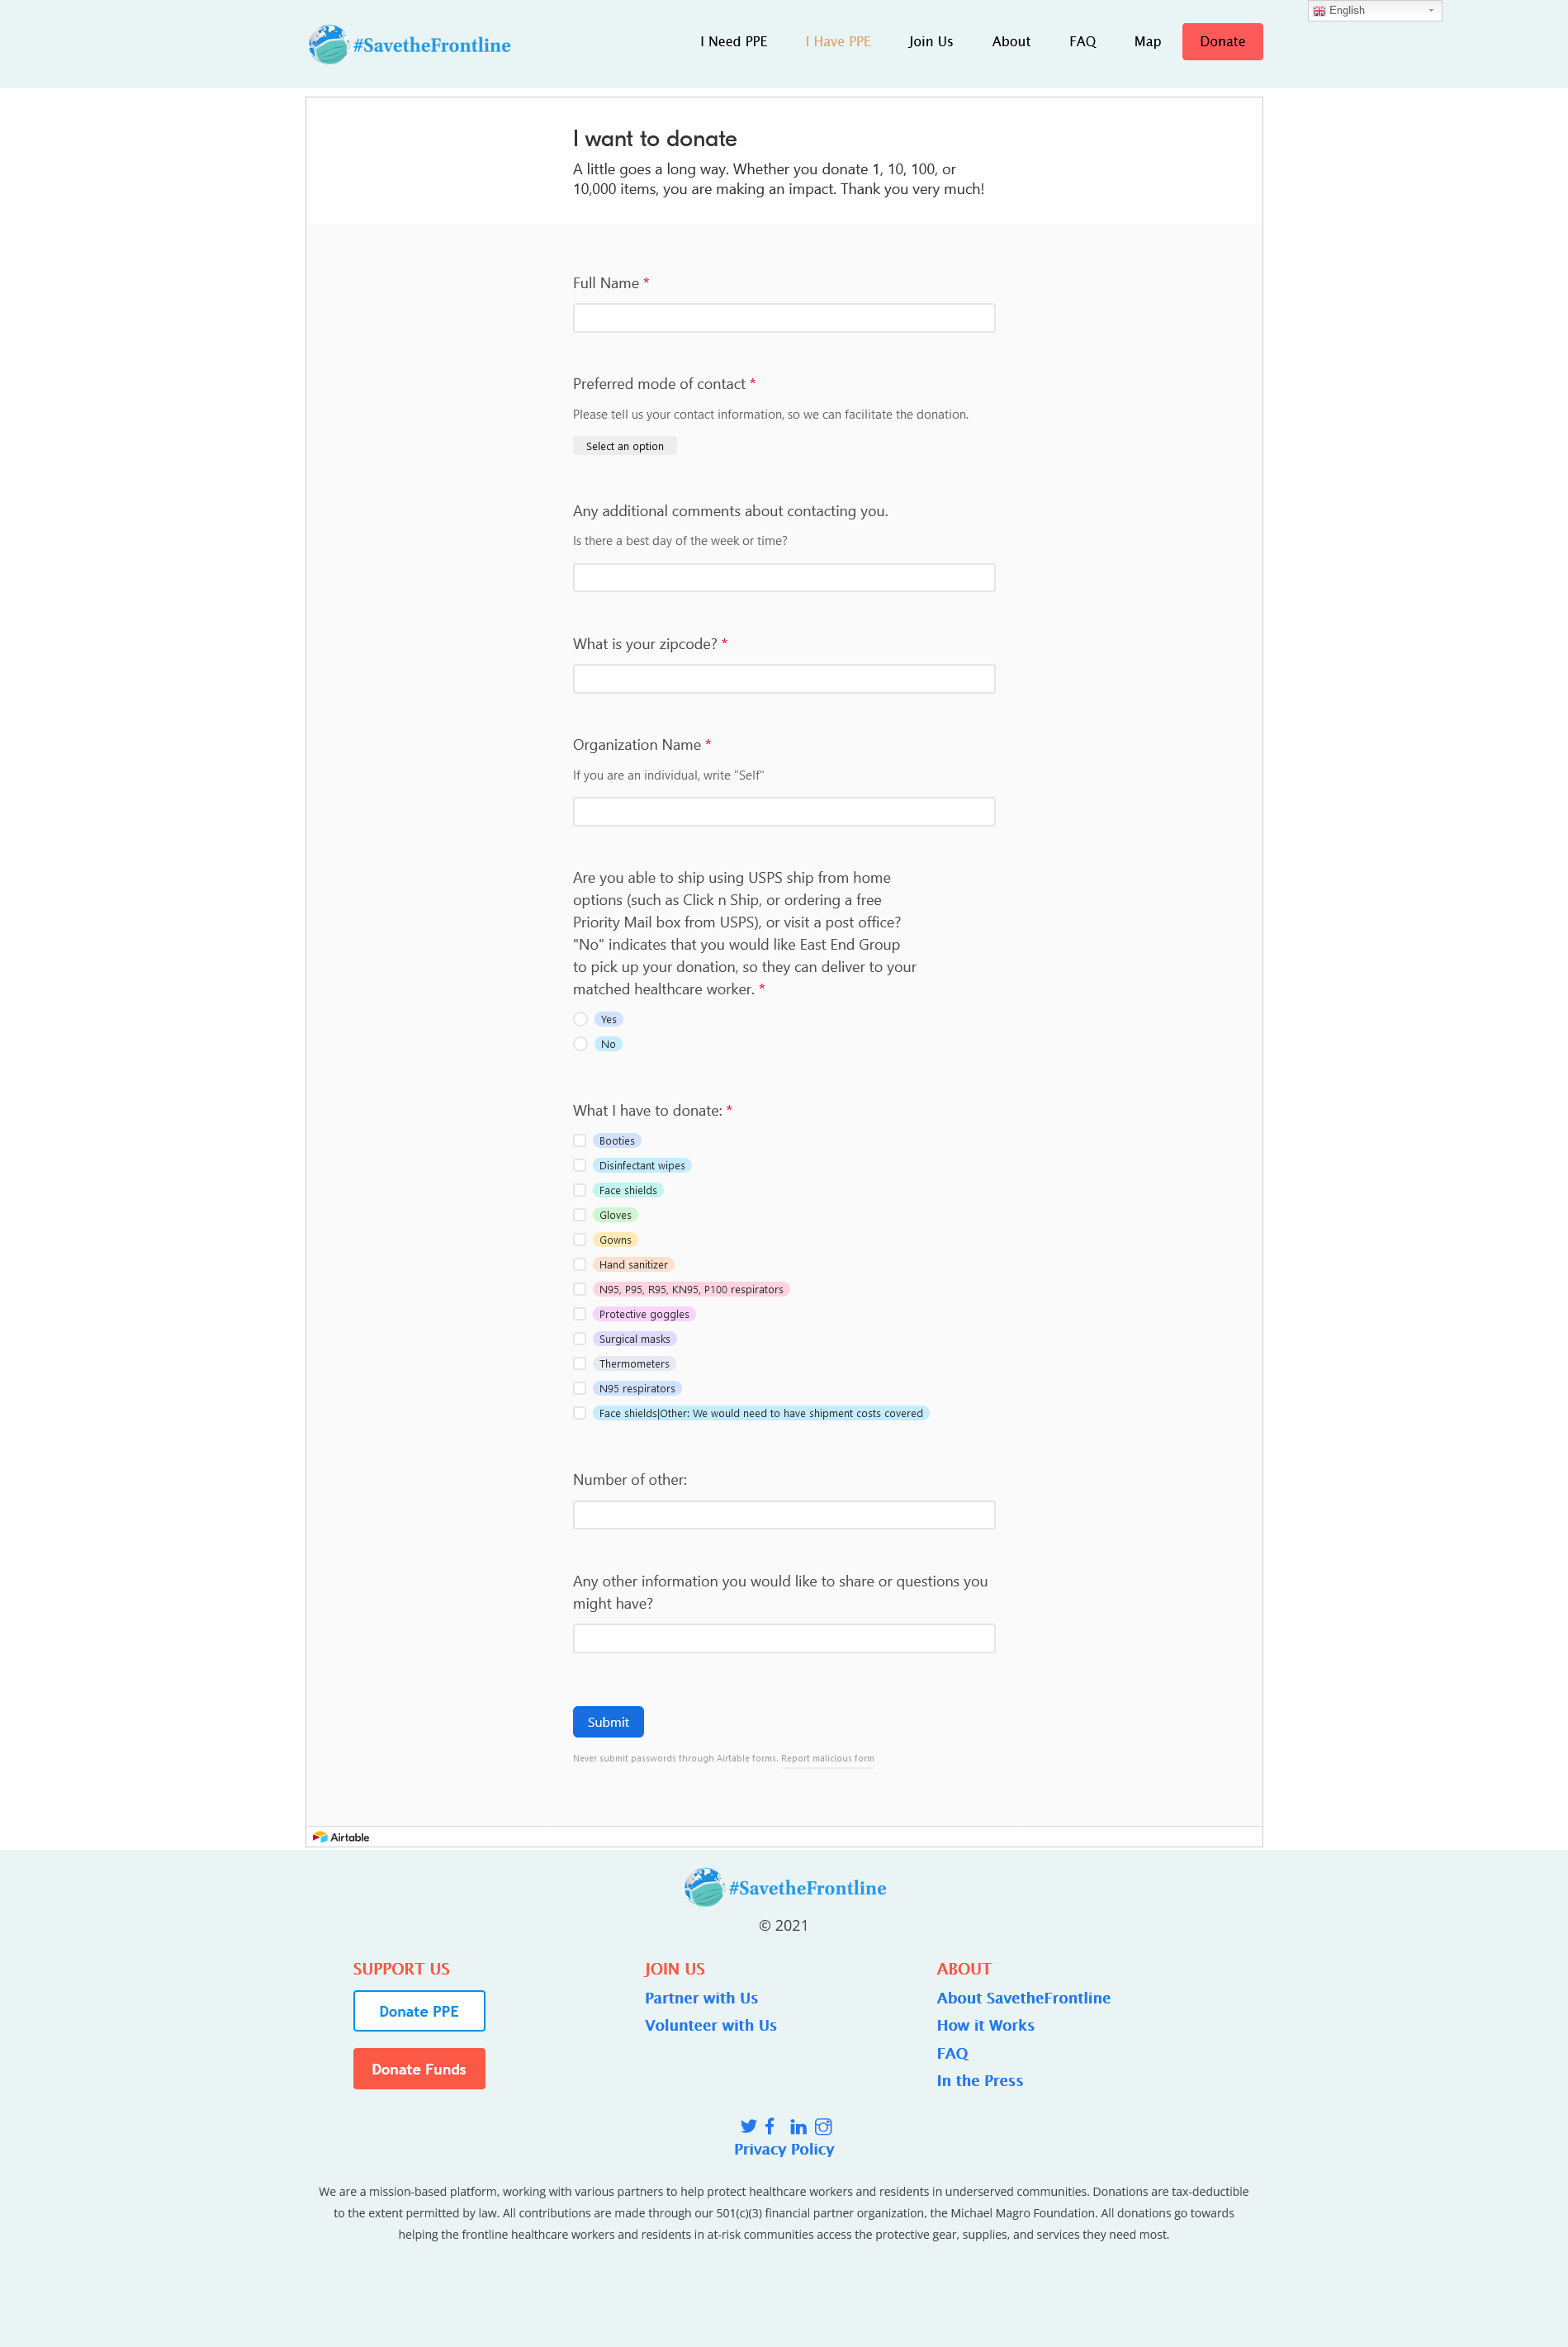 English
#SavetheFrontline
I Need PPE
I Have PPE
Join Us
About
FAQ
Map
Donate
I want to donate
A little goes a long way. Whether you donate 1, 10, 100, or
10,000 items, you are making an impact. Thank you very much!
Full Name *
Preferred mode of contact *
Please tell us your contact information, so we can facilitate the donation.
Select an option
Any additional comments about contacting you.
Is there a best day of the week or time?
What is your zipcode? *
Organization Name *
If you are an individual, write "Self"
Are you able to ship using USPS ship from home
options (such as Click n Ship, or ordering a free
Priority Mail box from USPS), or visit a post office?
"No" indicates that you would like East End Group
to pick up your donation, so they can deliver to your
matched healthcare worker. *
Yes
No
What I have to donate: *
Booties
Disinfectant wipes
Face shields
Gloves
Gowns
Hand sanitizer
N95, P95, R95, KN95, P100 respirators
Protective goggles
Surgical masks
Thermometers
N95 respirators
Face shields|Other: We would need to have shipment costs covered
Number of other:
Any other information you would like to share or questions you
might have?
Submit
Never submit passwords through Airtable forms. Report malicious form
Airtable
#SavetheFrontline
© 2021
SUPPORT US
Donate PPE
Donate Funds
JOIN US
Partner with Us
Volunteer with Us
ABOUT
About SavetheFrontline
How it Works
FAQ
In the Press
Privacy Policy
We are a mission-based platform, working with various partners to help protect healthcare workers and residents in underserved communities. Donations are tax-deductible
to the extent permitted by law. All contributions are made through our 501(c)(3) financial partner organization, the Michael Magro Foundation. All donations go towards
helping the frontline healthcare workers and residents in at-risk communities access the protective gear, supplies, and services they need most.